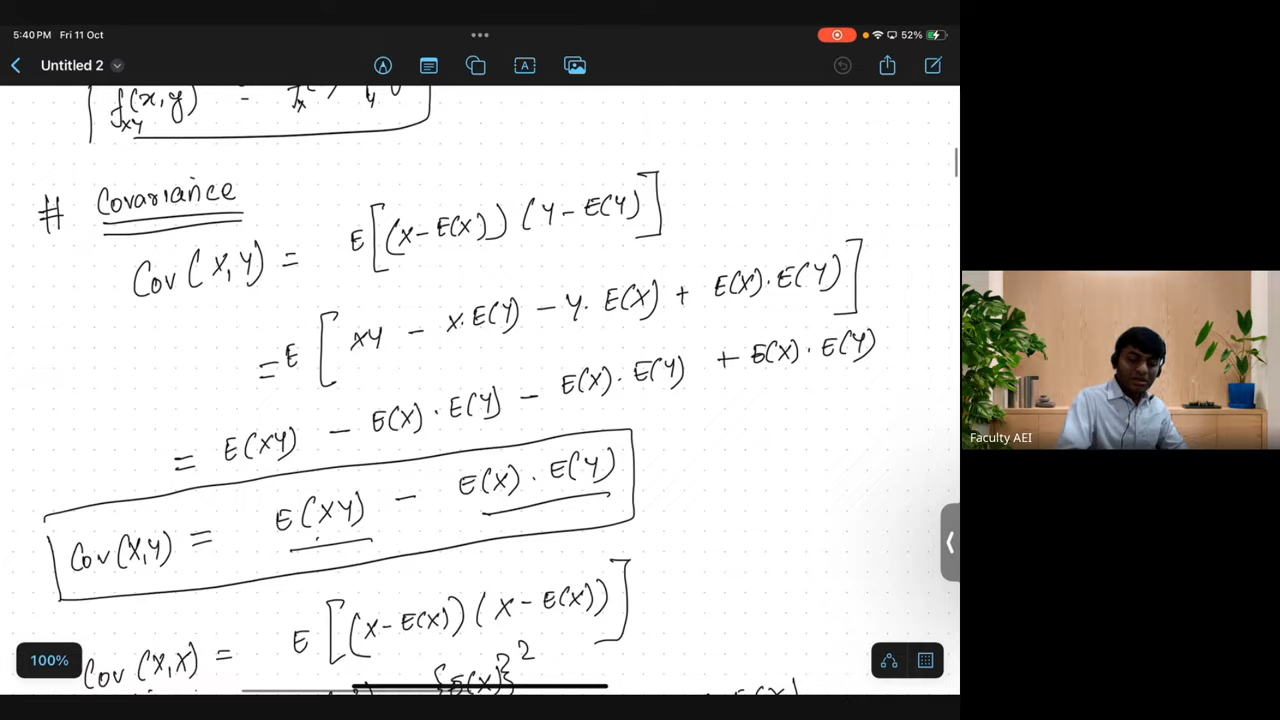 5:40 PM Fri 11 Oct
52%
Untitled 2
f(x,y) =
XY
# Covariance
Cov(X,Y) = E[(X-E(X))(Y-E(Y)]
= E[XY - X.E(Y) - Y.E(X) + E(X).E(Y)]
= E(XY) - E(X).E(Y) - E(X).E(Y) + E(X).E(Y)
Cov(X,Y) = E(XY) - E(X).E(Y)
Cov(X,X) = E[(X-E(X))(X-E(X))]
{E(X)}²
E(X)
100%
Faculty AEI